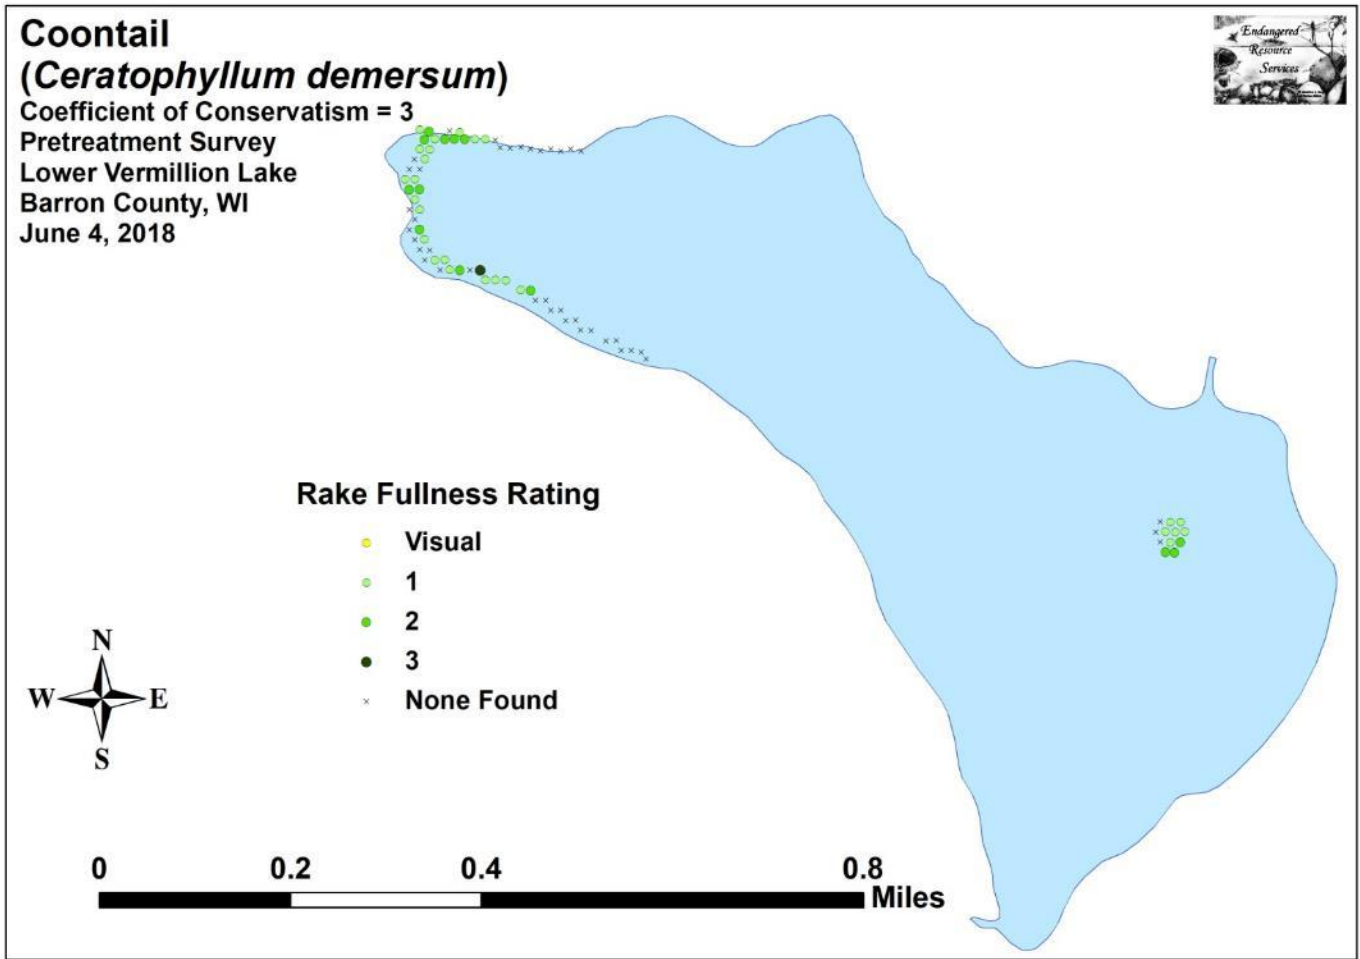 Coontail
(Ceratophyllum demersum)
Coefficient of Conservatism = 3
Pretreatment Survey
Lower Vermillion Lake
Barron County, WI
June 4, 2018
Endangered
Resource
Services
Rake Fullness Rating
Visual
1
2
3
None Found
N
W E
S
0 0.2 0.4 0.8
Miles